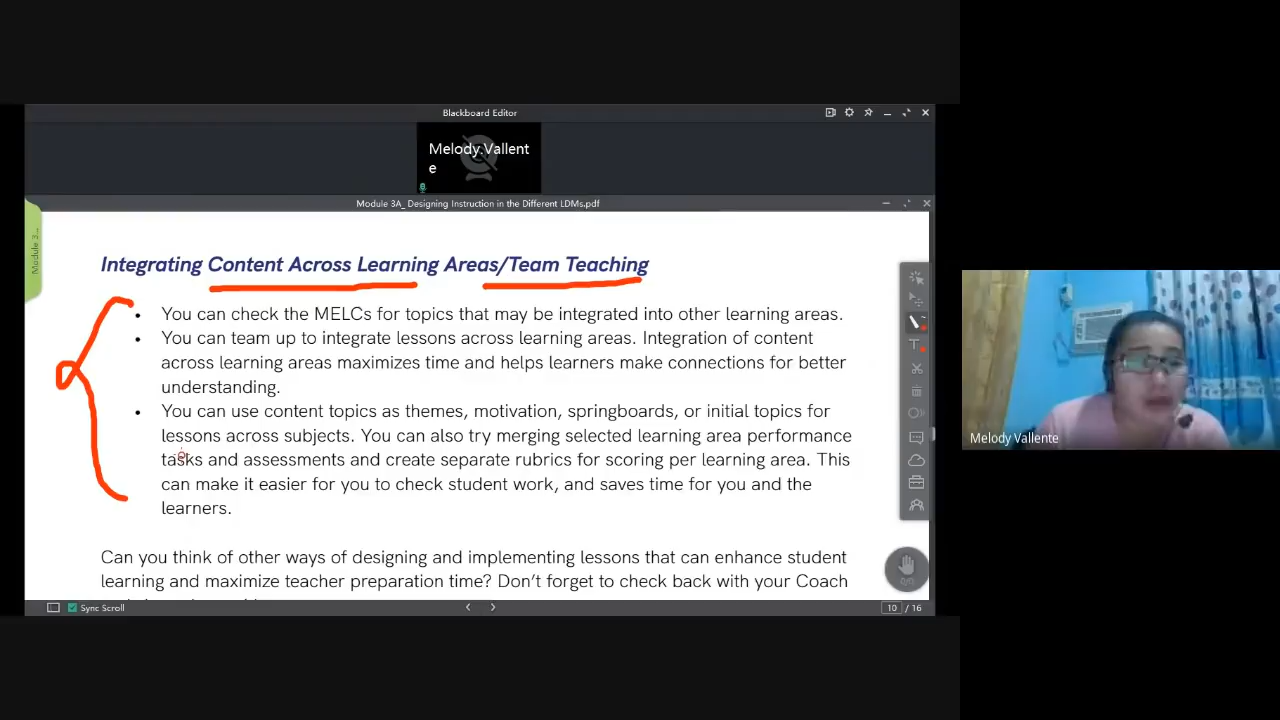 Blackboard Editor
Melody.Vallent
e
Module 3A_ Designing Instruction in the Different LDMs.pdf
Module 3...
Integrating Content Across Learning Areas/Team Teaching
• You can check the MELCs for topics that may be integrated into other learning areas.
• You can team up to integrate lessons across learning areas. Integration of content
across learning areas maximizes time and helps learners make connections for better
understanding.
• You can use content topics as themes, motivation, springboards, or initial topics for
lessons across subjects. You can also try merging selected learning area performance
tasks and assessments and create separate rubrics for scoring per learning area. This
can make it easier for you to check student work, and saves time for you and the
learners.
Can you think of other ways of designing and implementing lessons that can enhance student
learning and maximize teacher preparation time? Don't forget to check back with your Coach
0/0
Sync Scroll
10 / 16
Melody Vallente